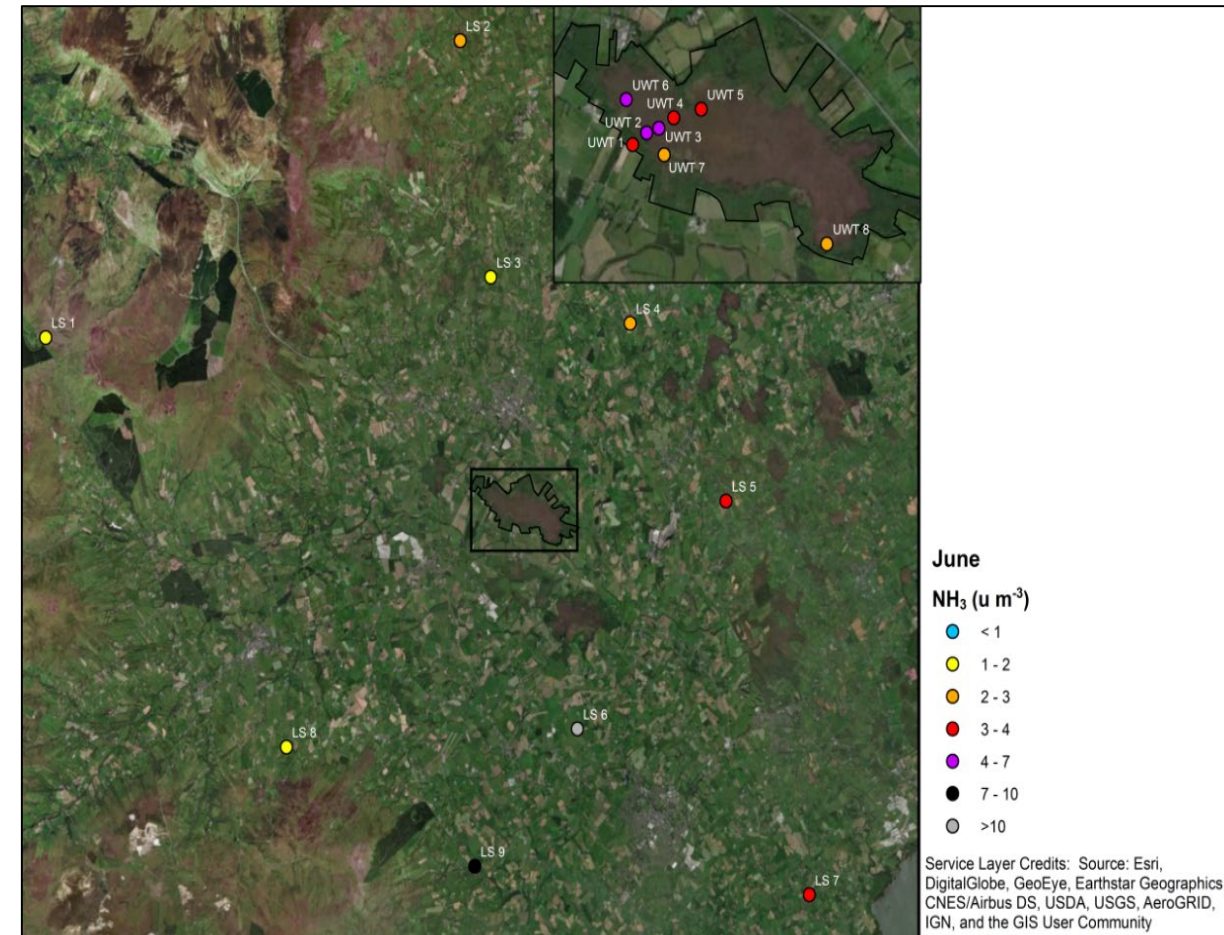 LS 2
UWT 6
UWT 5
UWT 4
UWT 2
UWT 3
UWT 1
UWT 7
UWT 8
LS 3
LS 4
LS 1
LS 5
LS 6
LS 8
LS 9
LS 7
June
NH₃ (u m⁻³)
< 1
1 - 2
2 - 3
3 - 4
4 - 7
7 - 10
>10
Service Layer Credits: Source: Esri,
DigitalGlobe, GeoEye, Earthstar Geographics
CNES/Airbus DS, USDA, USGS, AeroGRID,
IGN, and the GIS User Community